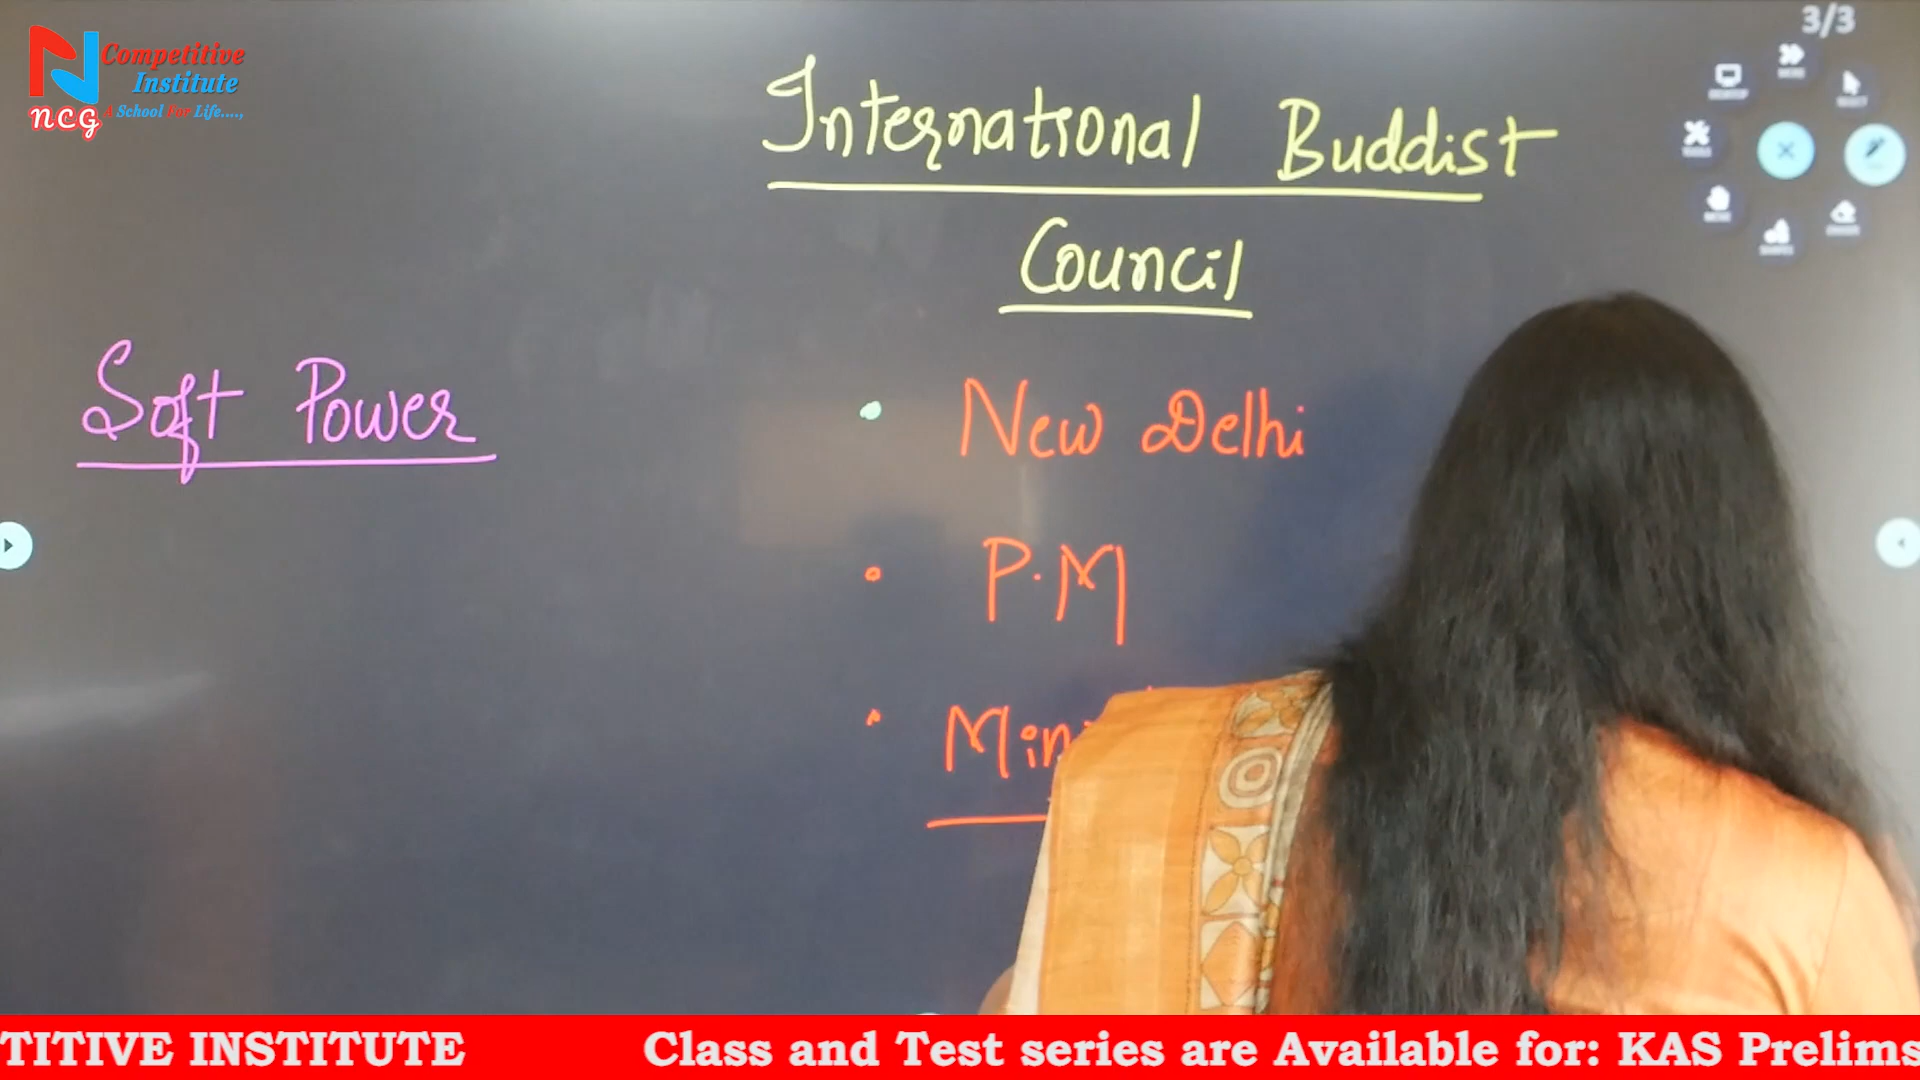 3/3
Competitive
Institute
ncg A School For Life....,
International Buddist
Council
Soft Power
• New Delhi
• P.M
•
TITIVE INSTITUTE Class and Test series are Available for: KAS Prelims